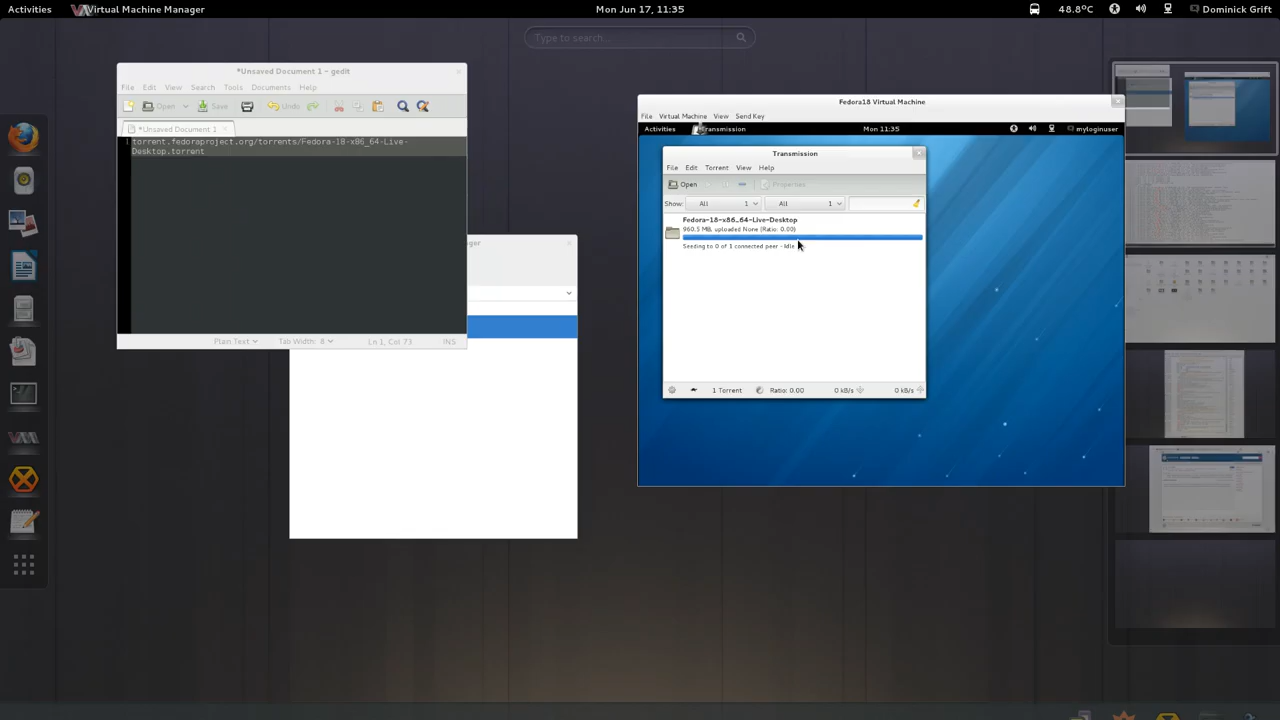 Activities Virtual Machine Manager Mon Jun 17, 11:35 48.8°C Dominick Grift
Type to search...
*Unsaved Document 1 - gedit
File Edit View Search Tools Documents Help
Open Save Undo
*Unsaved Document 1
1 torrent.fedoraproject.org/torrents/Fedora-18-x86_64-Live-
Desktop.torrent
Plain Text Tab Width: 8 Ln 1, Col 73 INS
Fedora18 Virtual Machine
File Virtual Machine View Send Key
Activities Transmission Mon 11:35 myloginuser
Transmission
File Edit Torrent View Help
Open Properties
Show: All 1 All 1
Fedora-18-x86_64-Live-Desktop
960.5 MB, uploaded None (Ratio: 0.00)
Seeding to 0 of 1 connected peer - Idle
1 Torrent Ratio: 0.00 0 kB/s 0 kB/s